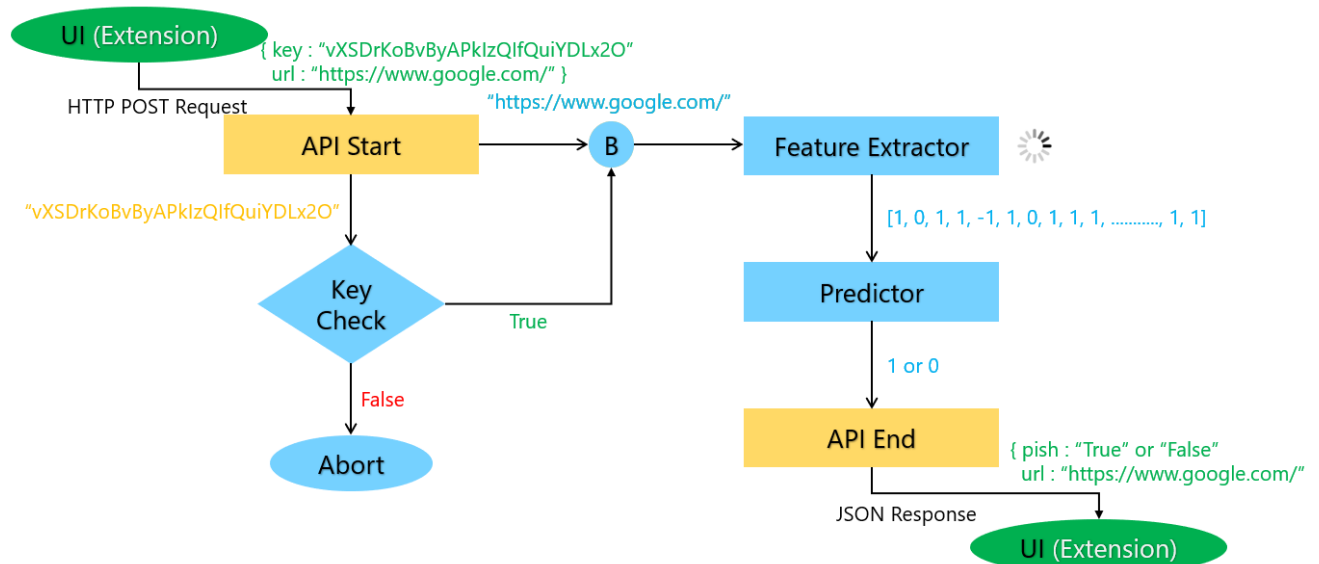 UI (Extension)
{ key : “vXSDrKoBvByAPkIzQIfQuiYDLx2O”
url : “https://www.google.com/” }
HTTP POST Request
“https://www.google.com/”
API Start
B
Feature Extractor
“vXSDrKoBvByAPkIzQIfQuiYDLx2O”
[1, 0, 1, 1, -1, 1, 0, 1, 1, 1, ..........., 1, 1]
Key
Check
True
Predictor
1 or 0
False
Abort
API End
{ pish : “True” or “False”
url : “https://www.google.com/”
JSON Response
UI (Extension)